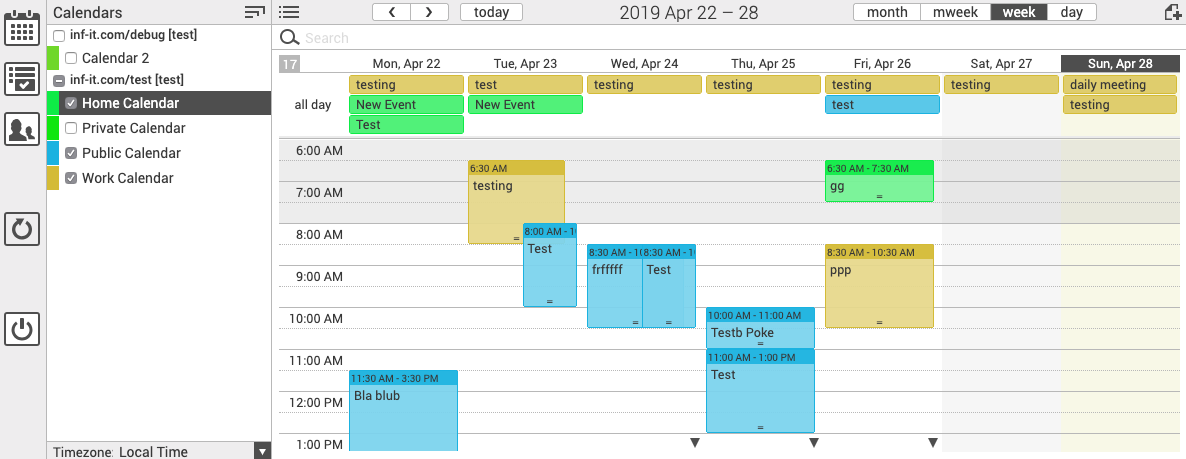 Calendars
inf-it.com/debug [test]
Calendar 2
inf-it.com/test [test]
Home Calendar
Private Calendar
Public Calendar
Work Calendar
Timezone: Local Time
today
2019 Apr 22 – 28
month mweek week day
Search
17 Mon, Apr 22 Tue, Apr 23 Wed, Apr 24 Thu, Apr 25 Fri, Apr 26 Sat, Apr 27 Sun, Apr 28
testing test testing testing testing testing daily meeting
all day New Event New Event test testing
Test
6:00 AM
6:30 AM 6:30 AM - 7:30 AM
testing gg
7:00 AM
8:00 AM - 1
8:00 AM
Test
8:30 AM - 1( 8:30 AM - 1( 8:30 AM - 10:30 AM
frfffff Test ppp
9:00 AM
10:00 AM 10:00 AM - 11:00 AM
Testb Poke
11:00 AM 11:00 AM - 1:00 PM
Test
11:30 AM - 3:30 PM
Bla blub
12:00 PM
1:00 PM